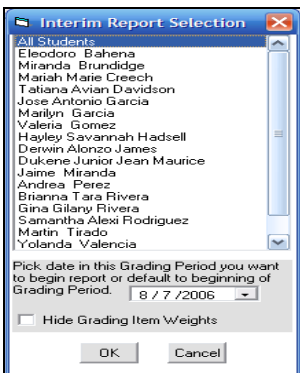 Interim Report Selection
All Students
Eleodoro Bahena
Miranda Brundidge
Mariah Marie Creech
Tatiana Avian Davidson
Jose Antonio Garcia
Marilyn Garcia
Valeria Gomez
Hayley Savannah Hadsell
Derwin Alonzo James
Dukene Junior Jean Maurice
Jaime Miranda
Andrea Perez
Brianna Tara Rivera
Gina Gilany Rivera
Samantha Alexi Rodriguez
Martin Tirado
Yolanda Valencia
Pick date in this Grading Period you want
to begin report or default to beginning of
Grading Period. 8 / 7 /2006
Hide Grading Item Weights
OK Cancel